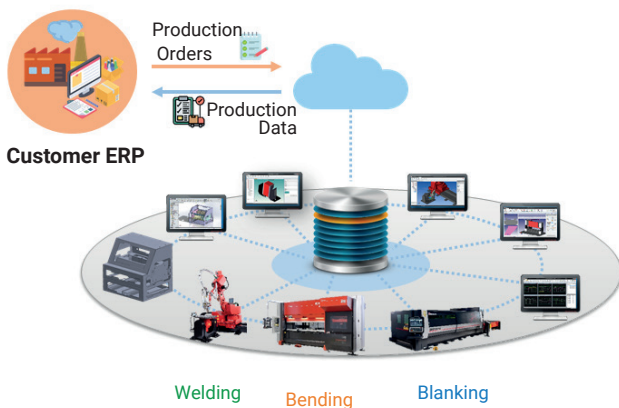 Production
Orders
Production
Data
Customer ERP
Welding
Bending
Blanking